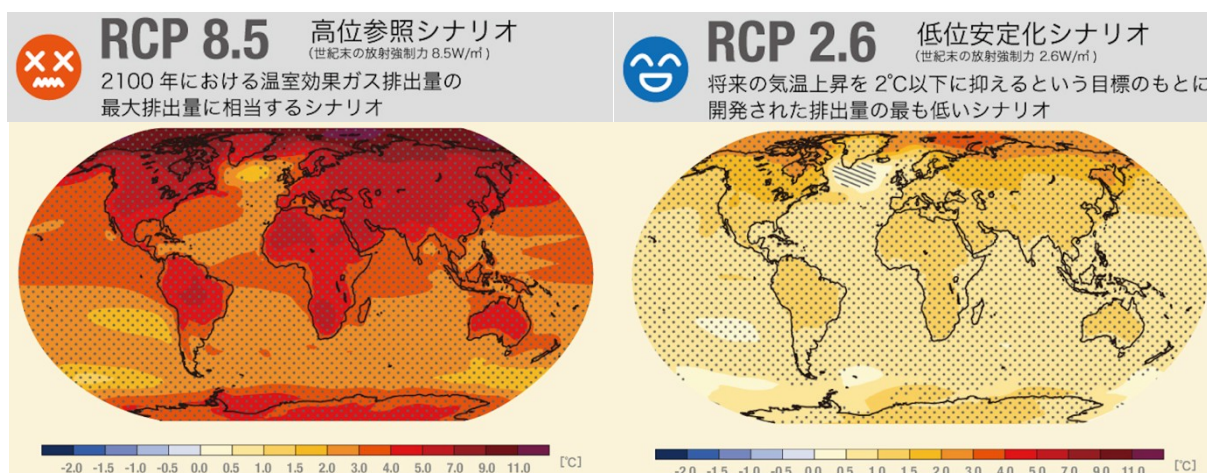 RCP 8.5 高位参照シナリオ
(世紀末の放射強制力 8.5W/㎡)
2100 年における温室効果ガス排出量の
最大排出量に相当するシナリオ
-2.0 -1.5 -1.0 -0.5 0.0 0.5 1.0 1.5 2.0 3.0 4.0 5.0 7.0 9.0 11.0 [℃]
RCP 2.6 低位安定化シナリオ
(世紀末の放射強制力 2.6W/㎡)
将来の気温上昇を 2℃以下に抑えるという目標のもとに
開発された排出量の最も低いシナリオ
-2.0 -1.5 -1.0 -0.5 0.0 0.5 1.0 1.5 2.0 3.0 4.0 5.0 7.0 9.0 11.0 [℃]